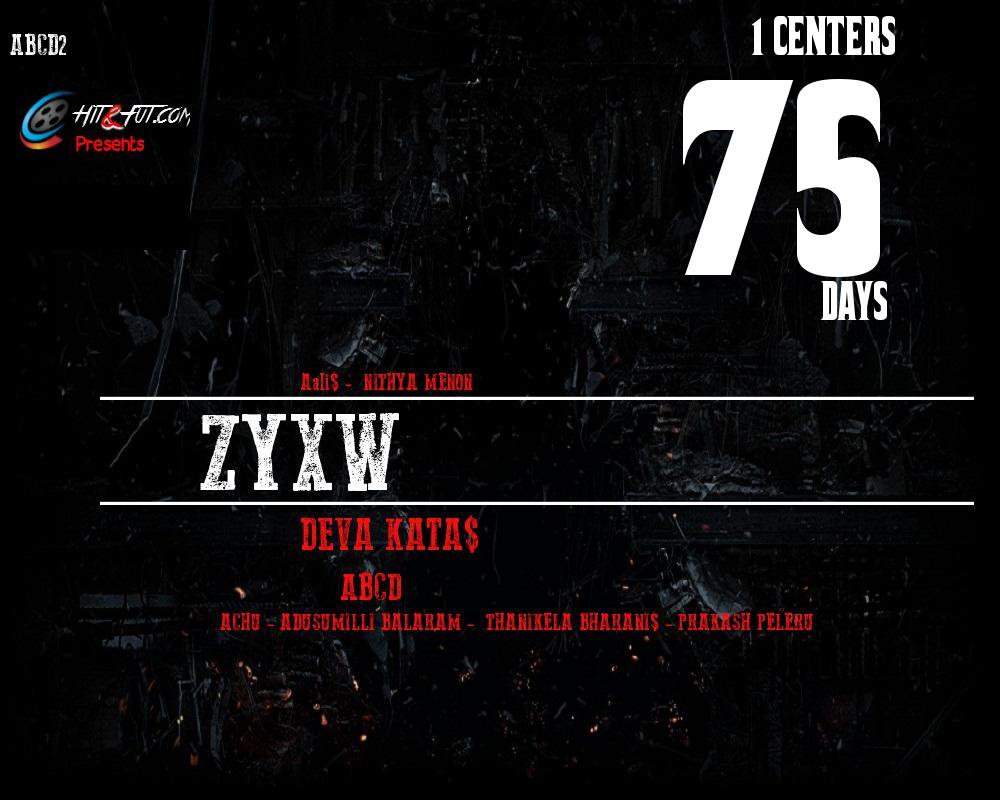 1 CENTERS
ABCD2
75
HIT&FUT.COM
Presents
DAYS
Aali$ - NITHYA MENON
ZYXW
DEVA KATA$
ABCD
ACHU - ADUSUMILLI BALARAM - THANIKELA BHARANI$ - PRAKASH PELERU